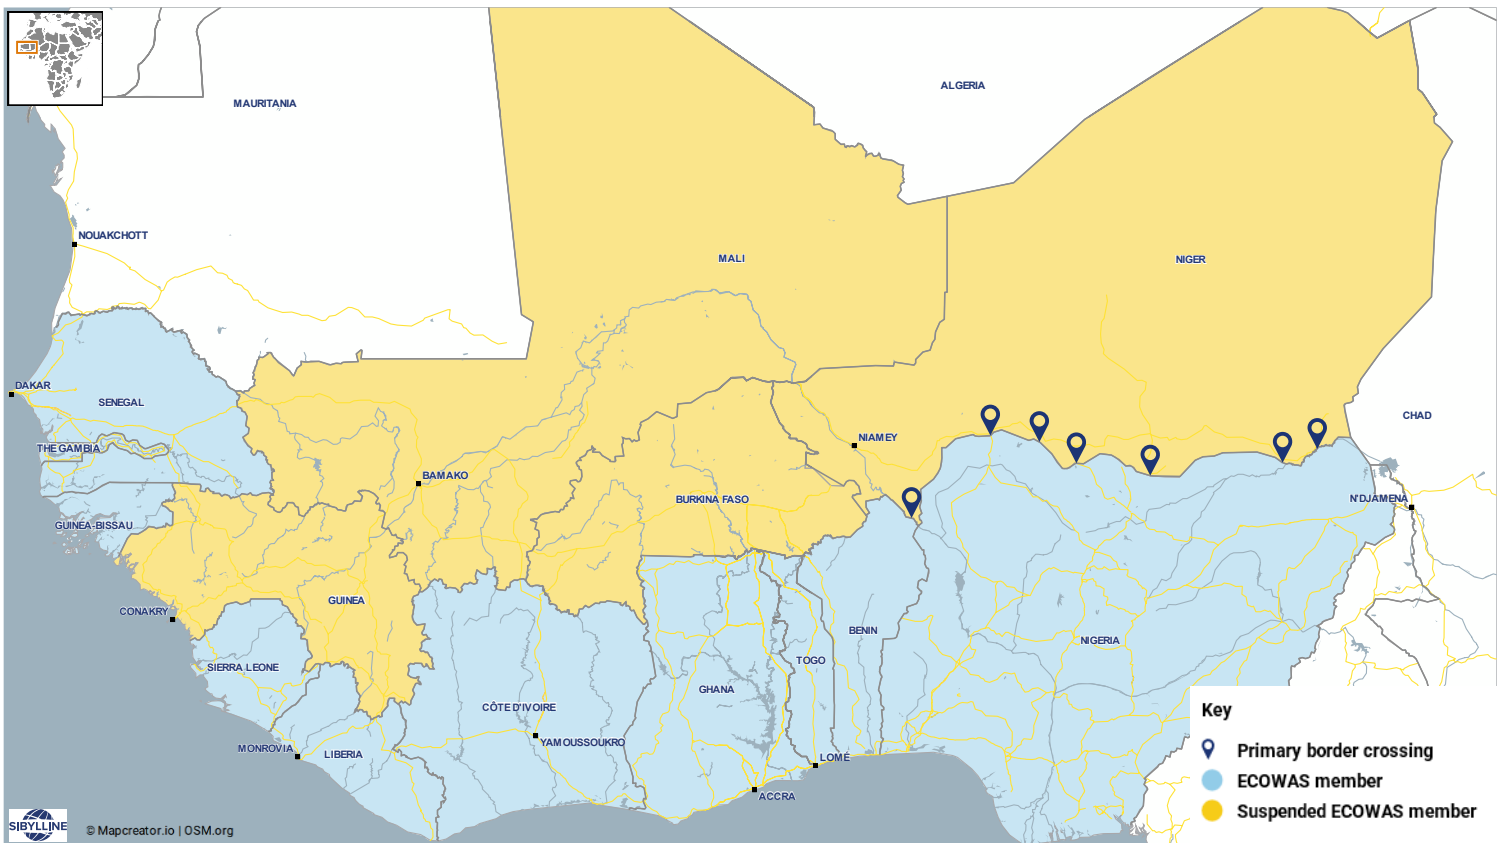 ALGERIA
MAURITANIA
NOUAKCHOTT
MALI
NIGER
DAKAR
SENEGAL
CHAD
THE GAMBIA
NIAMEY
BAMAKO
BURKINA FASO
N'DJAMENA
GUINEA-BISSAU
GUINEA
CONAKRY
BENIN
NIGERIA
SIERRA LEONE
TOGO
GHANA
CÔTE D'IVOIRE
YAMOUSSOUKRO
MONROVIA
LIBERIA
LOMÉ
ACCRA
Key
Primary border crossing
ECOWAS member
Suspended ECOWAS member
SIBYLLINE
© Mapcreator.io | OSM.org